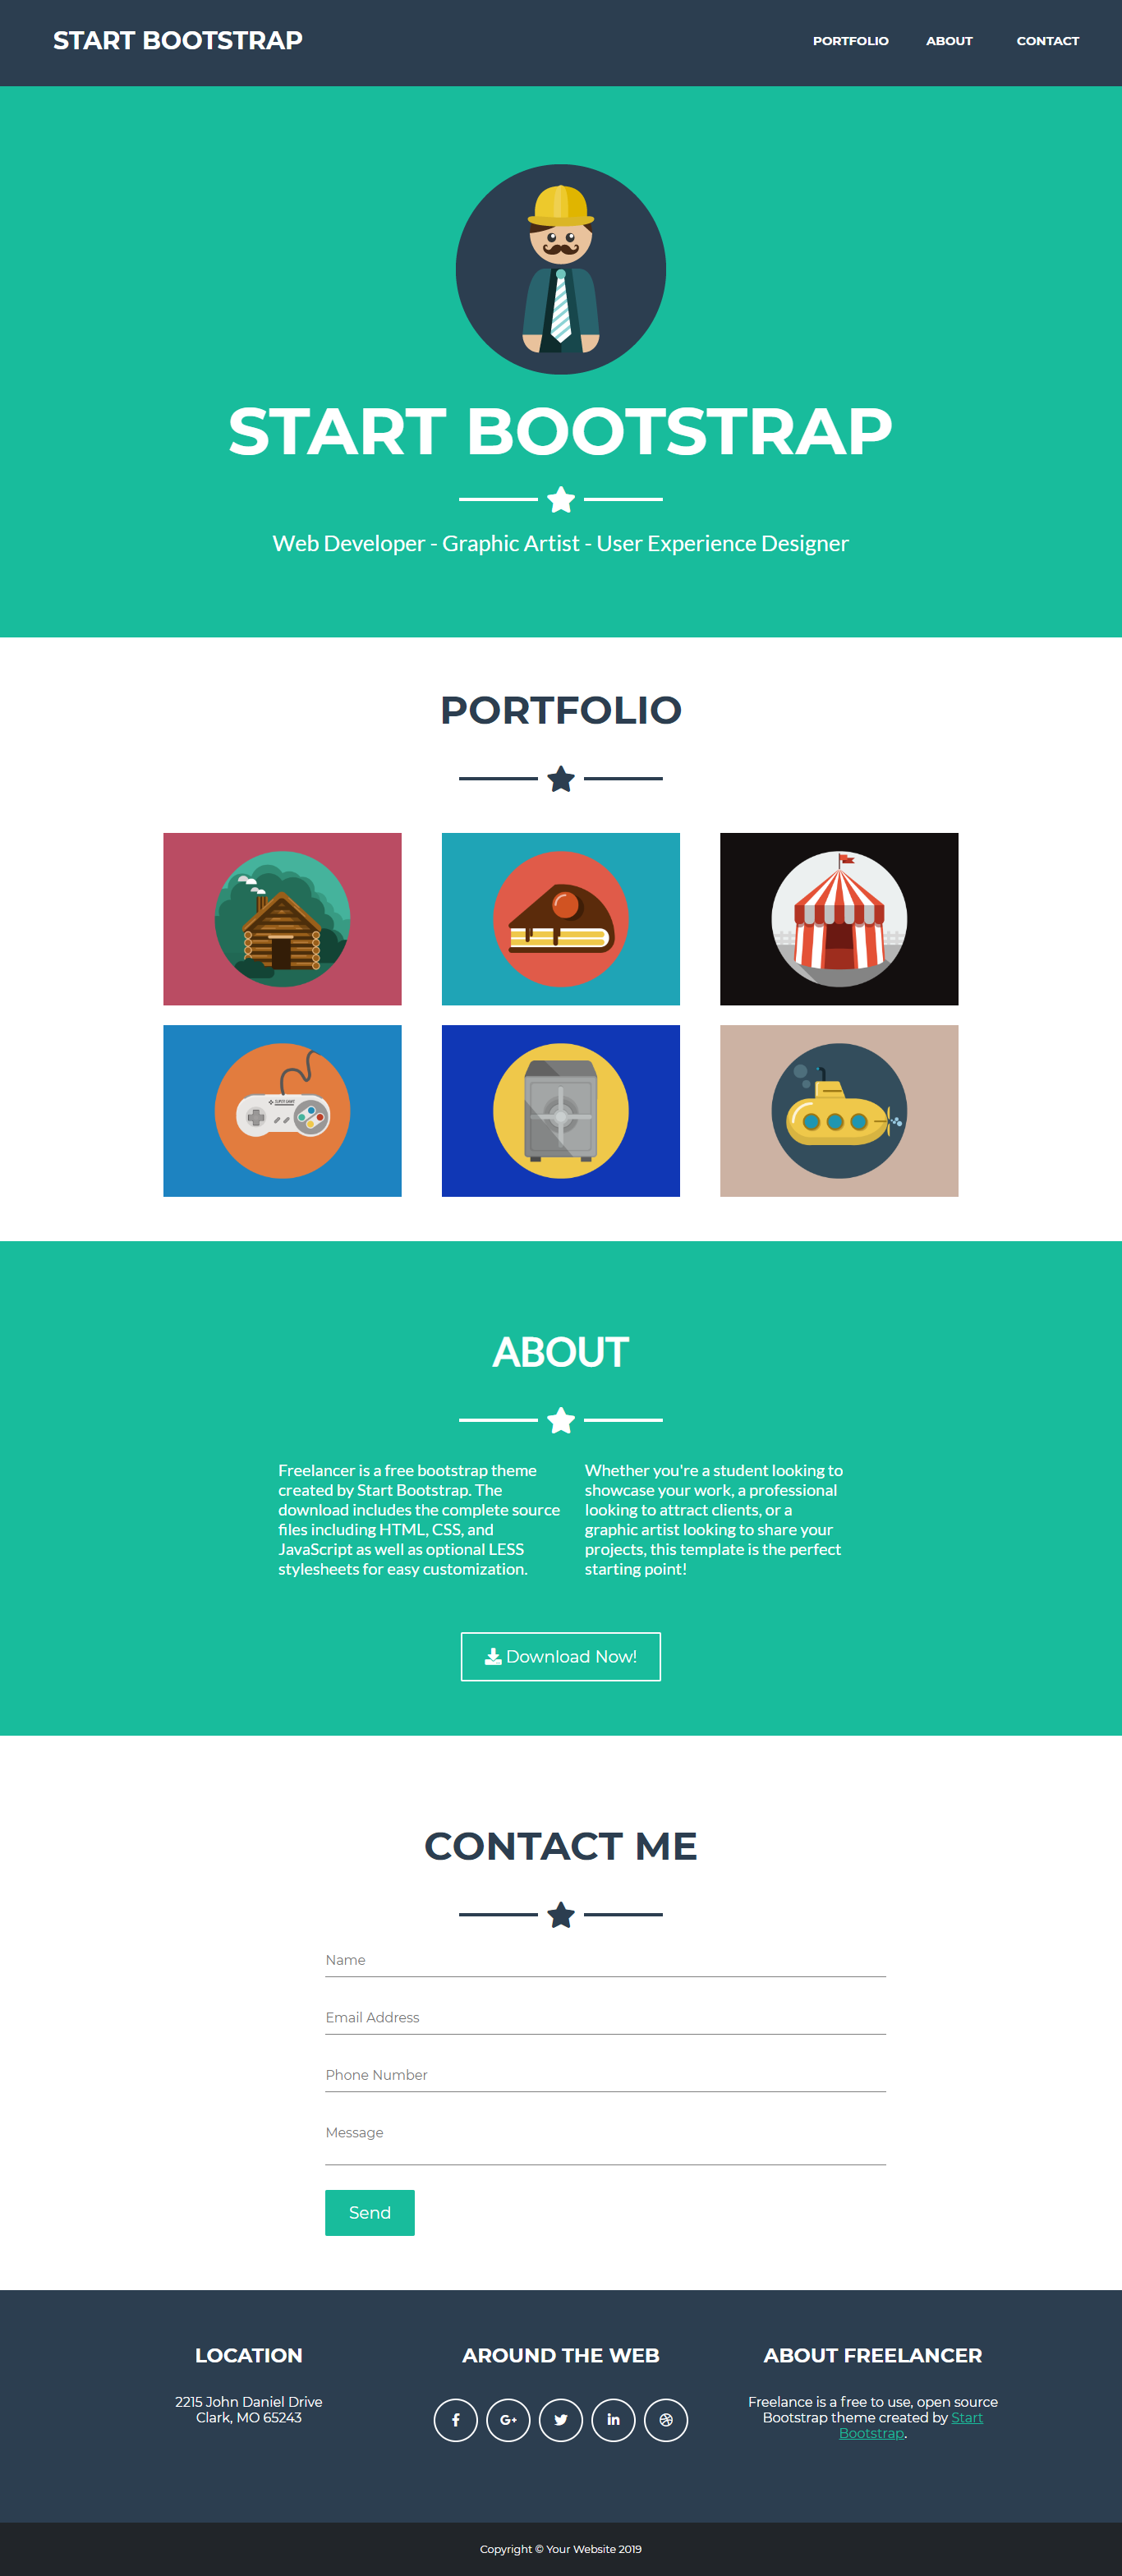 START BOOTSTRAP
PORTFOLIO
ABOUT
CONTACT
START BOOTSTRAP
Web Developer - Graphic Artist - User Experience Designer
PORTFOLIO
ABOUT
Freelancer is a free bootstrap theme
created by Start Bootstrap. The
download includes the complete source
files including HTML, CSS, and
JavaScript as well as optional LESS
stylesheets for easy customization.
Whether you're a student looking to
showcase your work, a professional
looking to attract clients, or a
graphic artist looking to share your
projects, this template is the perfect
starting point!
Download Now!
CONTACT ME
Name
Email Address
Phone Number
Message
Send
LOCATION
2215 John Daniel Drive
Clark, MO 65243
AROUND THE WEB
ABOUT FREELANCER
Freelance is a free to use, open source
Bootstrap theme created by Start
Bootstrap.
Copyright © Your Website 2019